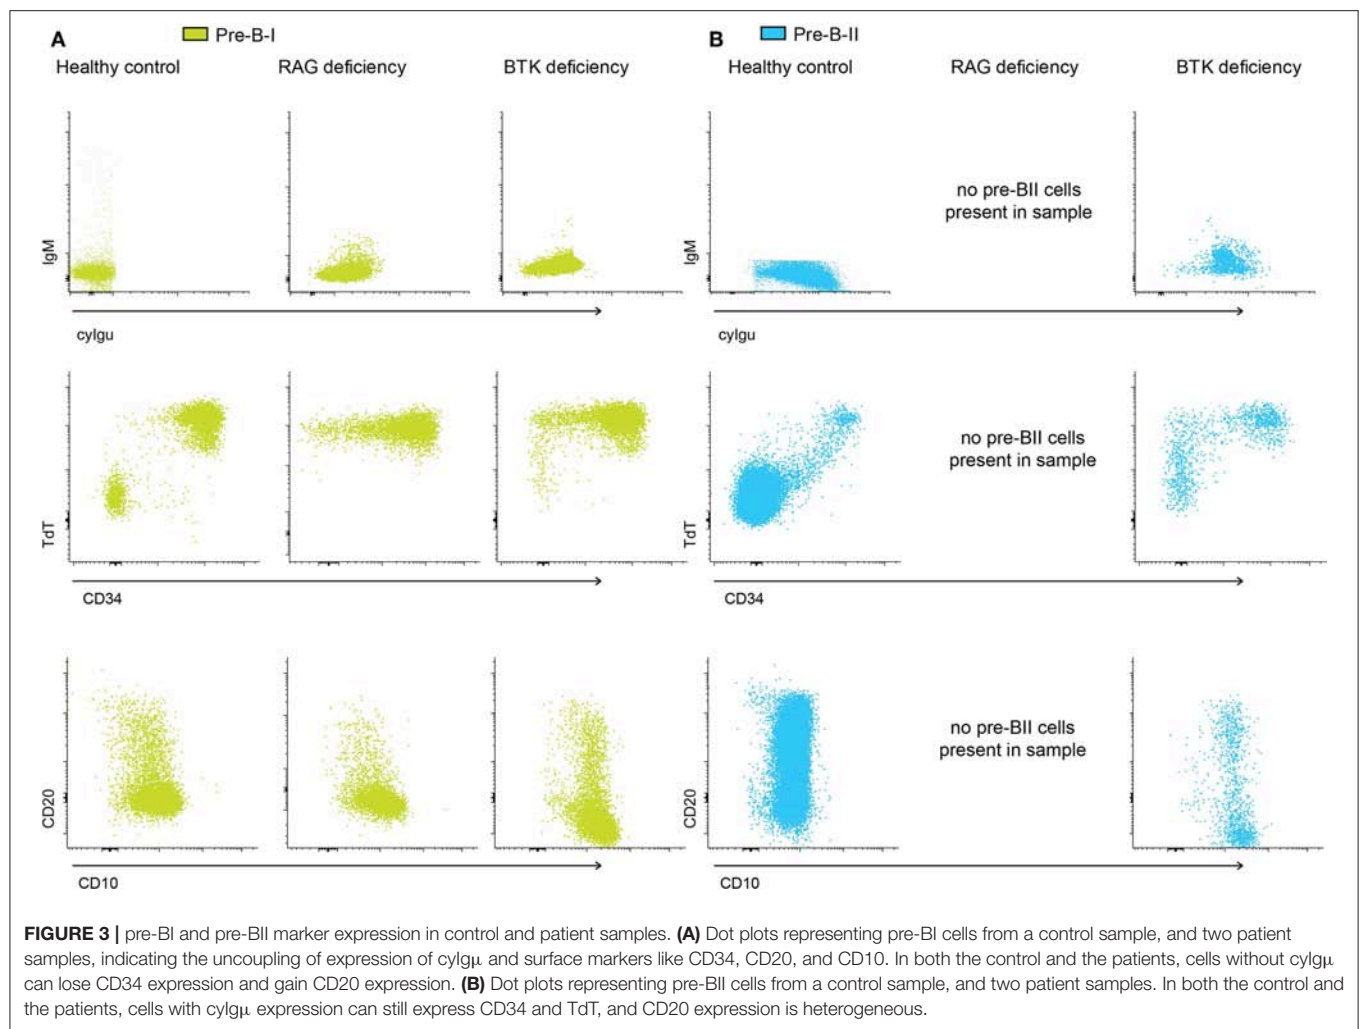 A
Pre-B-I
Healthy control
RAG deficiency
BTK deficiency
IgM
cyIgu
TdT
CD34
CD20
CD10
B
Pre-B-II
Healthy control
RAG deficiency
BTK deficiency
IgM
no pre-BII cells
present in sample
cyIgu
TdT
no pre-BII cells
present in sample
CD34
CD20
no pre-BII cells
present in sample
CD10
FIGURE 3 | pre-BI and pre-BII marker expression in control and patient samples. (A) Dot plots representing pre-BI cells from a control sample, and two patient
samples, indicating the uncoupling of expression of cyIgμ and surface markers like CD34, CD20, and CD10. In both the control and the patients, cells without cyIgμ
can lose CD34 expression and gain CD20 expression. (B) Dot plots representing pre-BII cells from a control sample, and two patient samples. In both the control and
the patients, cells with cyIgμ expression can still express CD34 and TdT, and CD20 expression is heterogeneous.